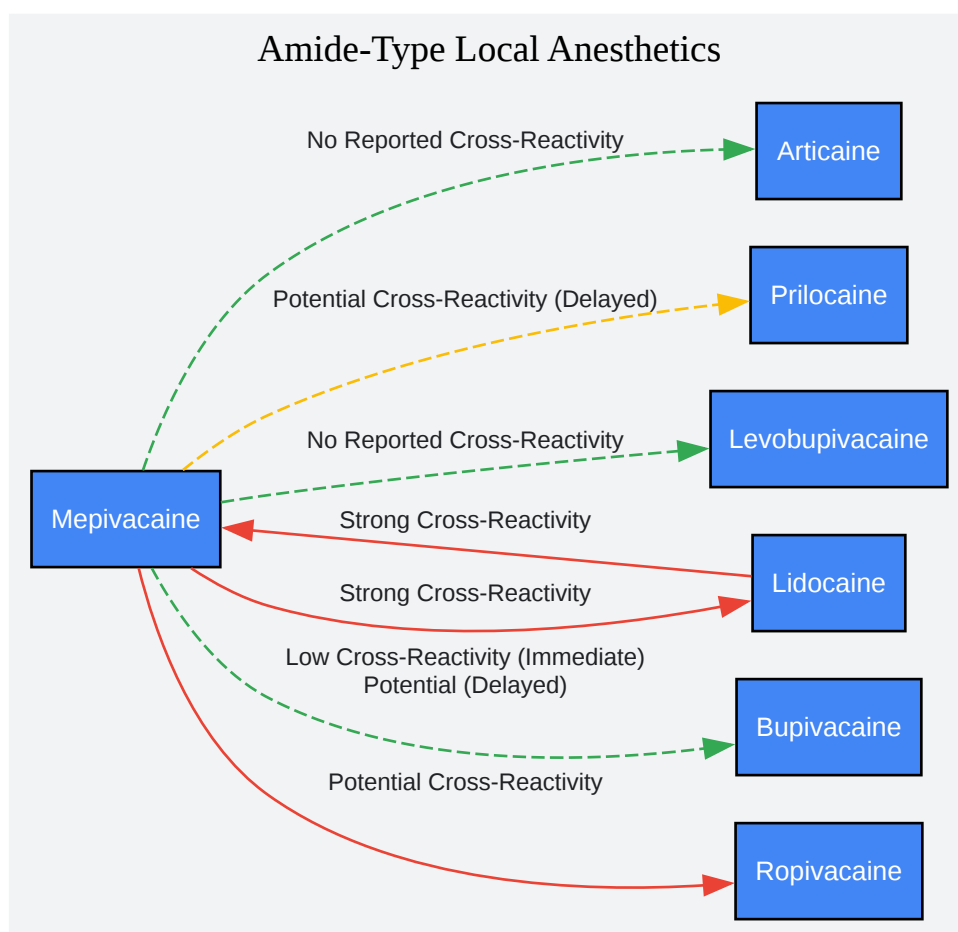 Amide-Type Local Anesthetics
No Reported Cross-Reactivity
Articaine
Potential Cross-Reactivity (Delayed)
Prilocaine
No Reported Cross-Reactivity
Levobupivacaine
Mepivacaine
Strong Cross-Reactivity
Lidocaine
Strong Cross-Reactivity
Low Cross-Reactivity (Immediate)
Potential (Delayed)
Bupivacaine
Potential Cross-Reactivity
Ropivacaine